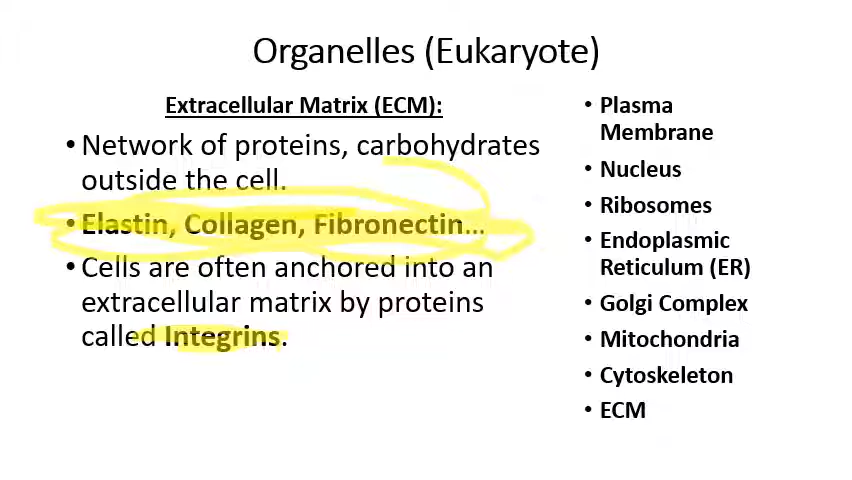 Organelles (Eukaryote)
Extracellular Matrix (ECM):
• Network of proteins, carbohydrates
outside the cell.
• Elastin, Collagen, Fibronectin...
• Cells are often anchored into an
extracellular matrix by proteins
called Integrins.
• Plasma
Membrane
• Nucleus
• Ribosomes
• Endoplasmic
Reticulum (ER)
• Golgi Complex
• Mitochondria
• Cytoskeleton
• ECM